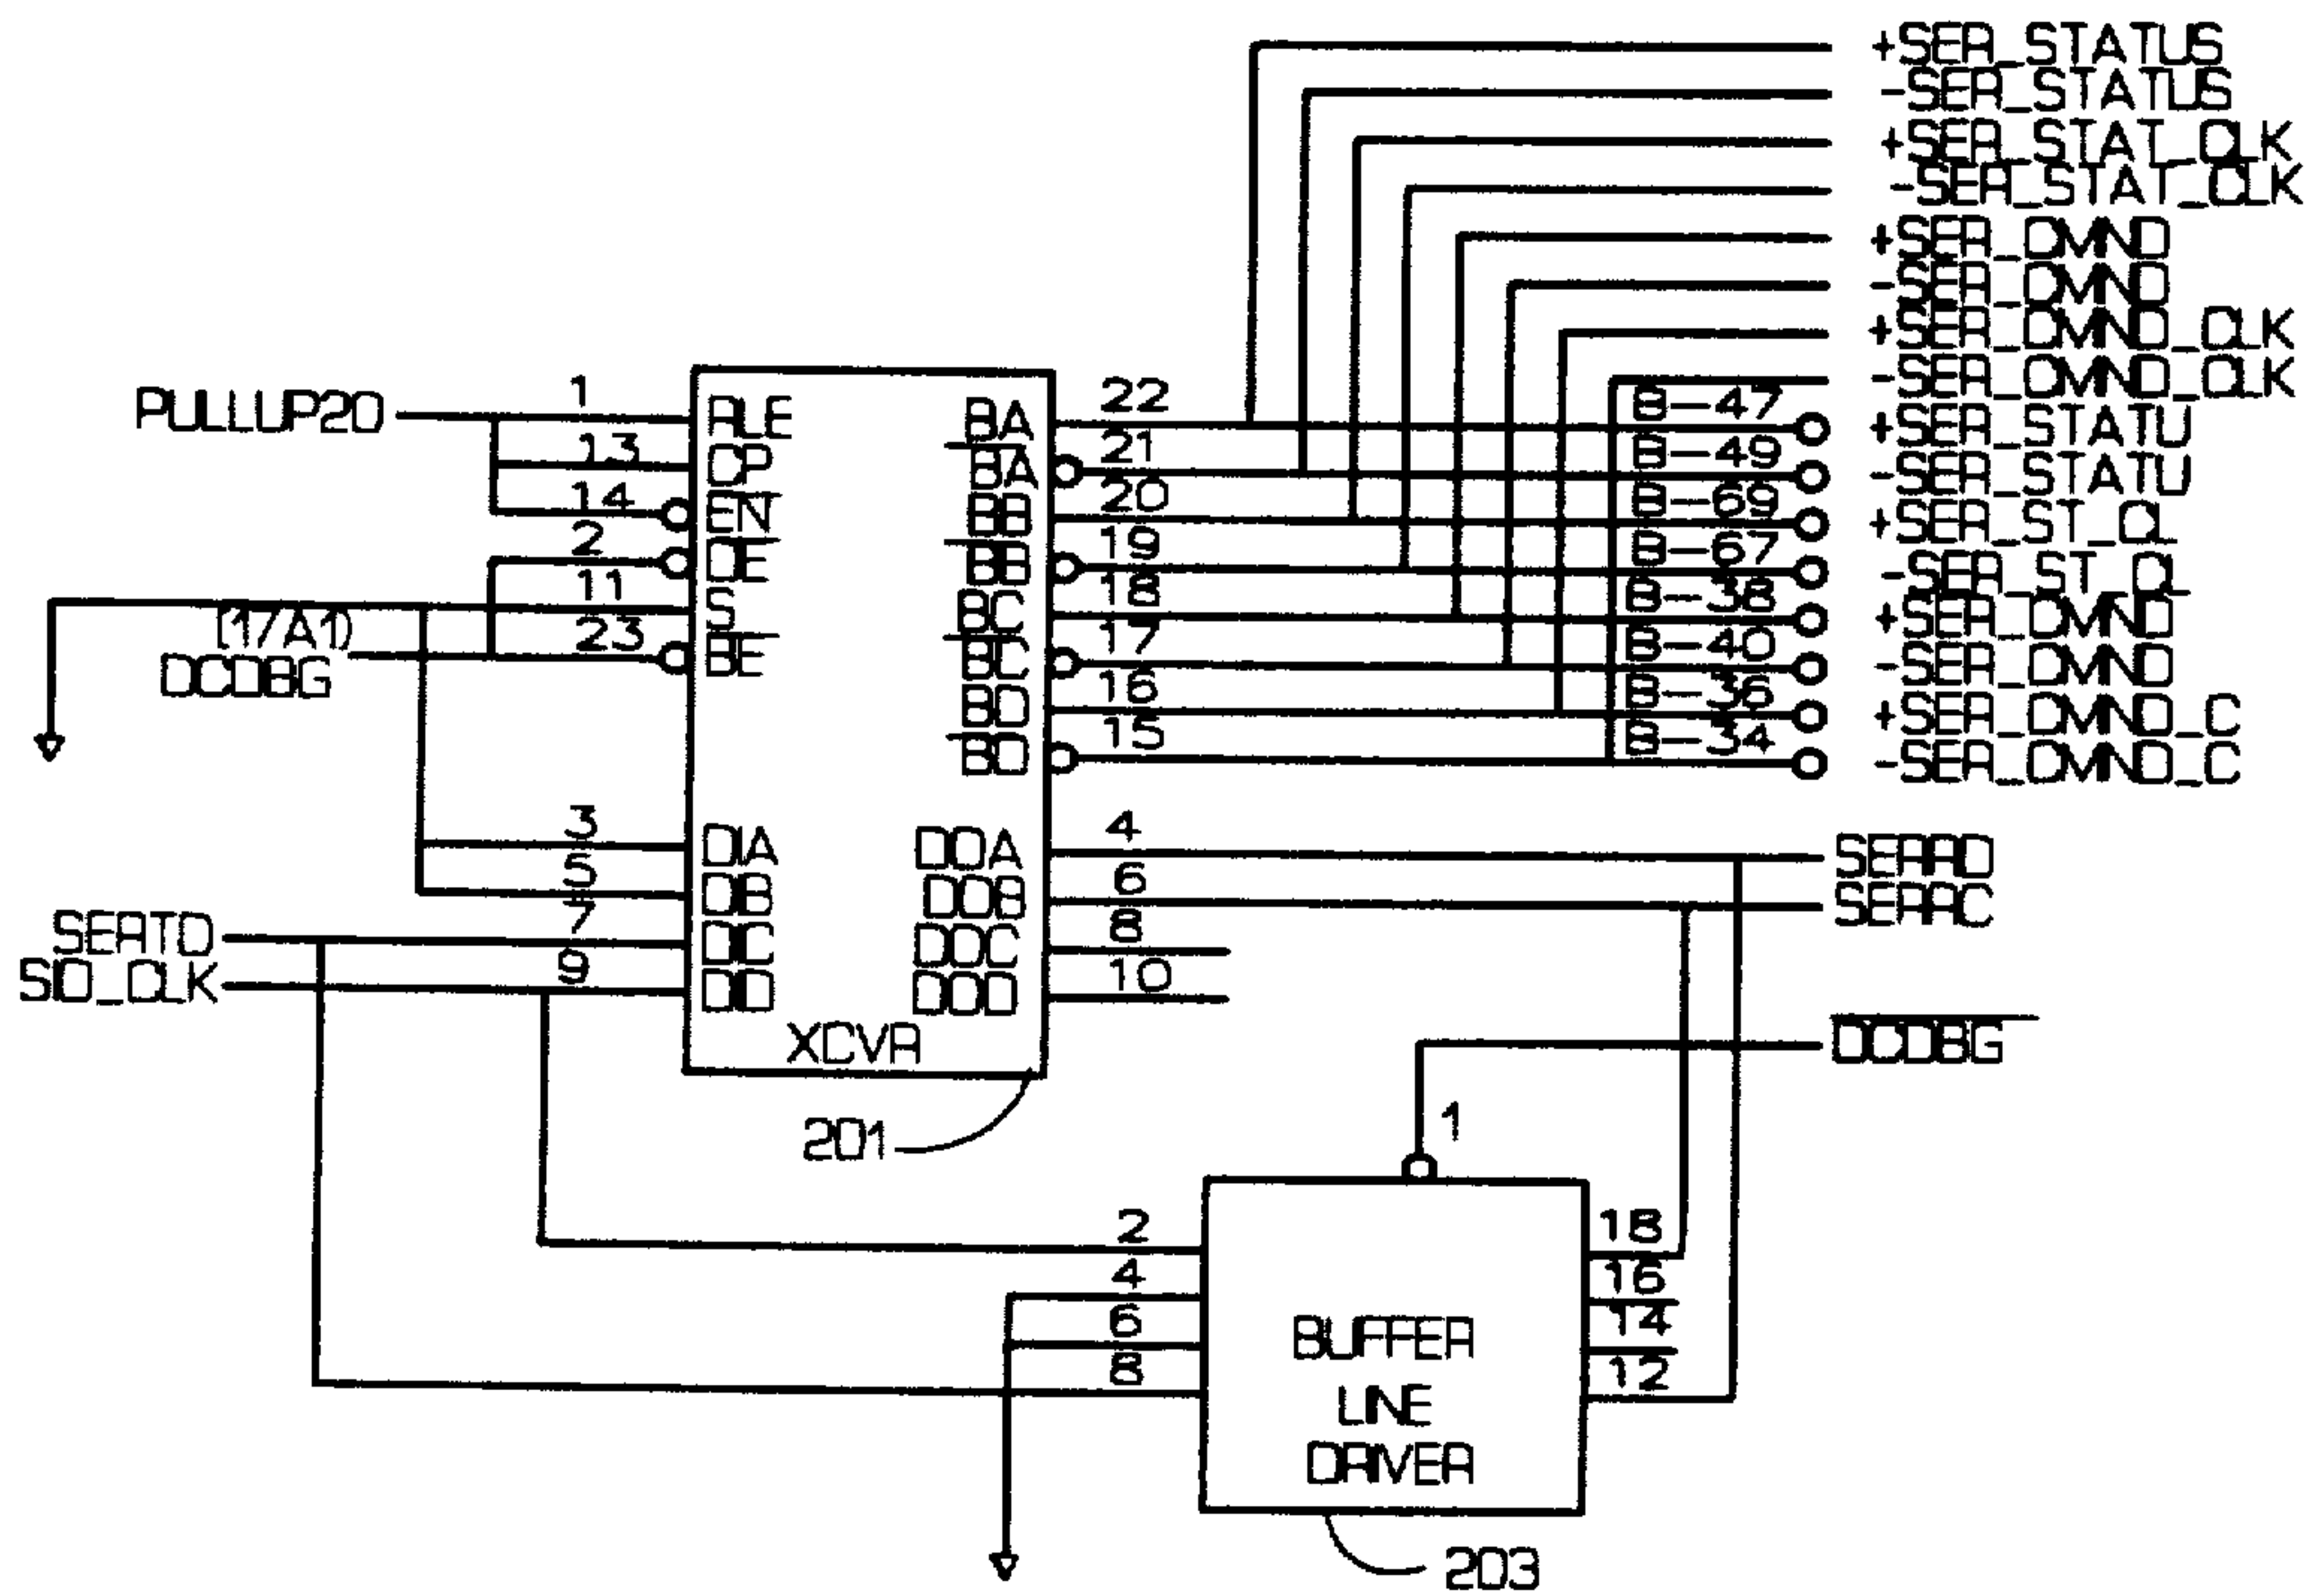 +SER_STATUS
-SER_STATUS
+SER_STAT_CLK
-SER_STAT_CLK
+SER_DMND
-SER_DMND
+SER_DMND_CLK
-SER_DMND_CLK
PULLUP20
1
13
14
2
11
23
(17/A1)
DCDBG
RLE
CP
EN
OE
S
BE
BA
BA
BB
BB
BC
BC
BD
BD
22
21
20
19
18
17
16
15
B-47
B-49
B-69
B-67
B-38
B-40
B-36
B-34
+SER_STATU
-SER_STATU
+SER_ST_CL
-SER_ST_CL
+SER_DMND
-SER_DMND
+SER_DMND_C
-SER_DMND_C
SERTD
SIO_CLK
3
5
7
9
DIA
DIB
DIC
DID
DOA
DOB
DOC
DOD
4
6
8
10
SERRD
SERRC
XCVR
201
DCDBG
1
2
4
6
8
18
16
14
12
BUFFER
LINE
DRIVER
203